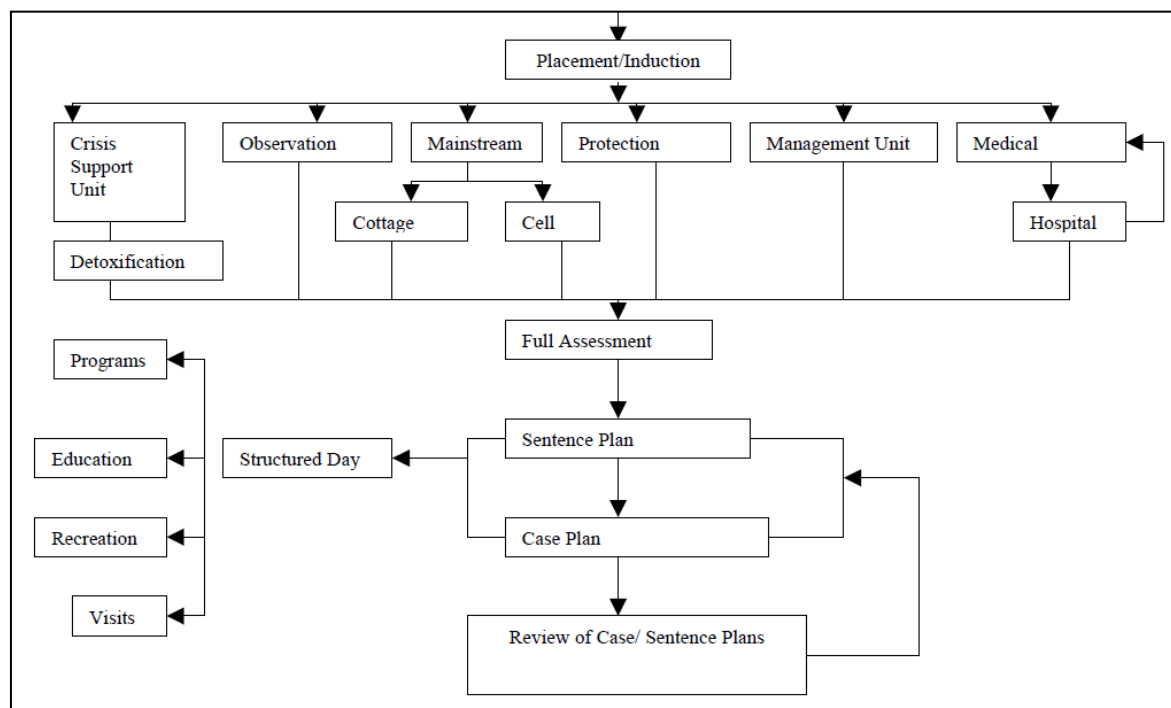 Placement/Induction
Crisis
Support
Unit
Observation
Mainstream
Protection
Management Unit
Medical
Cottage
Cell
Hospital
Detoxification
Full Assessment
Programs
Sentence Plan
Education
Structured Day
Recreation
Case Plan
Visits
Review of Case/ Sentence Plans